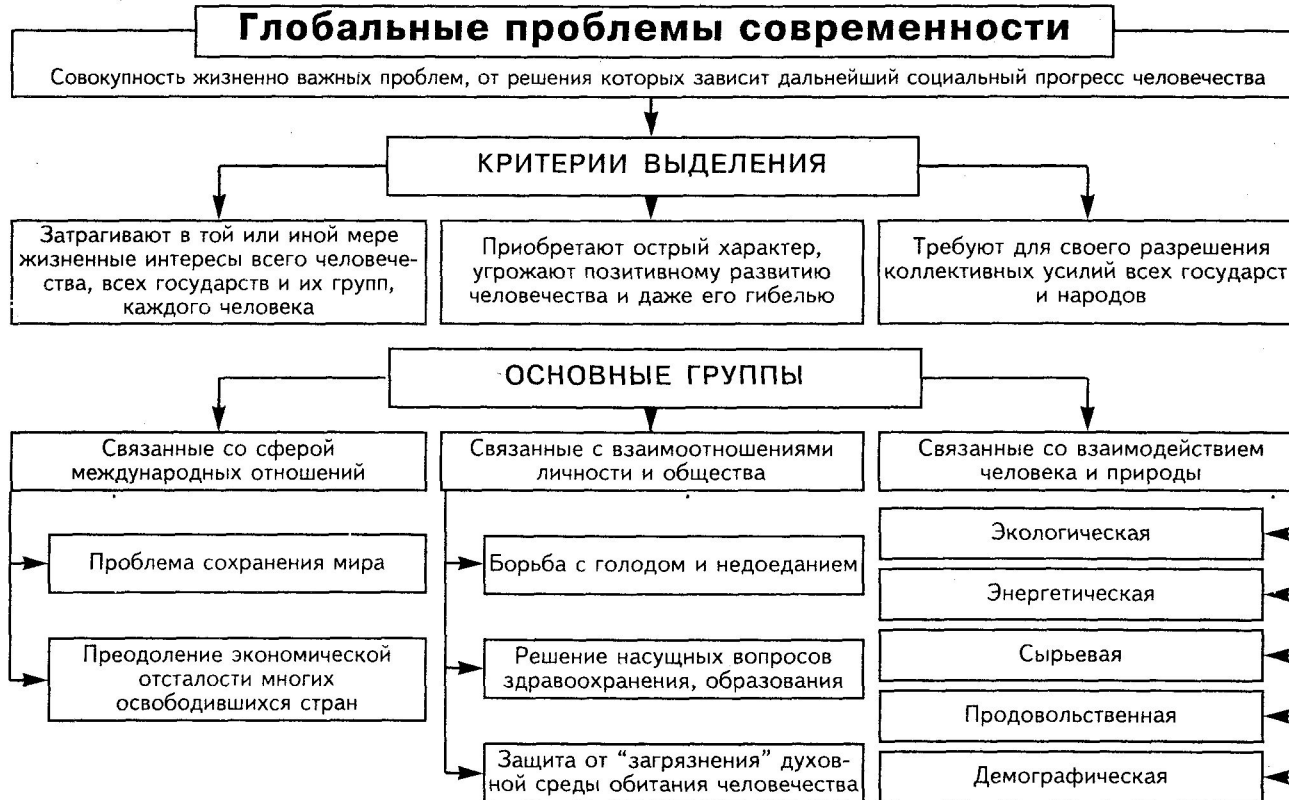 Глобальные проблемы современности
Совокупность жизненно важных проблем, от решения которых зависит дальнейший социальный прогресс человечества
КРИТЕРИИ ВЫДЕЛЕНИЯ
Затрагивают в той или иной мере
жизненные интересы всего человече-
ства, всех государств и их групп,
каждого человека
Приобретают острый характер,
угрожают позитивному развитию
человечества и даже его гибелью
Требуют для своего разрешения
коллективных усилий всех государст
и народов
ОСНОВНЫЕ ГРУППЫ
Связанные со сферой
международных отношений
Проблема сохранения мира
Преодоление экономической
отсталости многих
освободившихся стран
Связанные с взаимоотношениями
личности и общества
Борьба с голодом и недоеданием
Решение насущных вопросов
здравоохранения, образования
Защита от "загрязнения" духов-
ной среды обитания человечества
Связанные со взаимодействием
человека и природы
Экологическая
Энергетическая
Сырьевая
Продовольственная
Демографическая